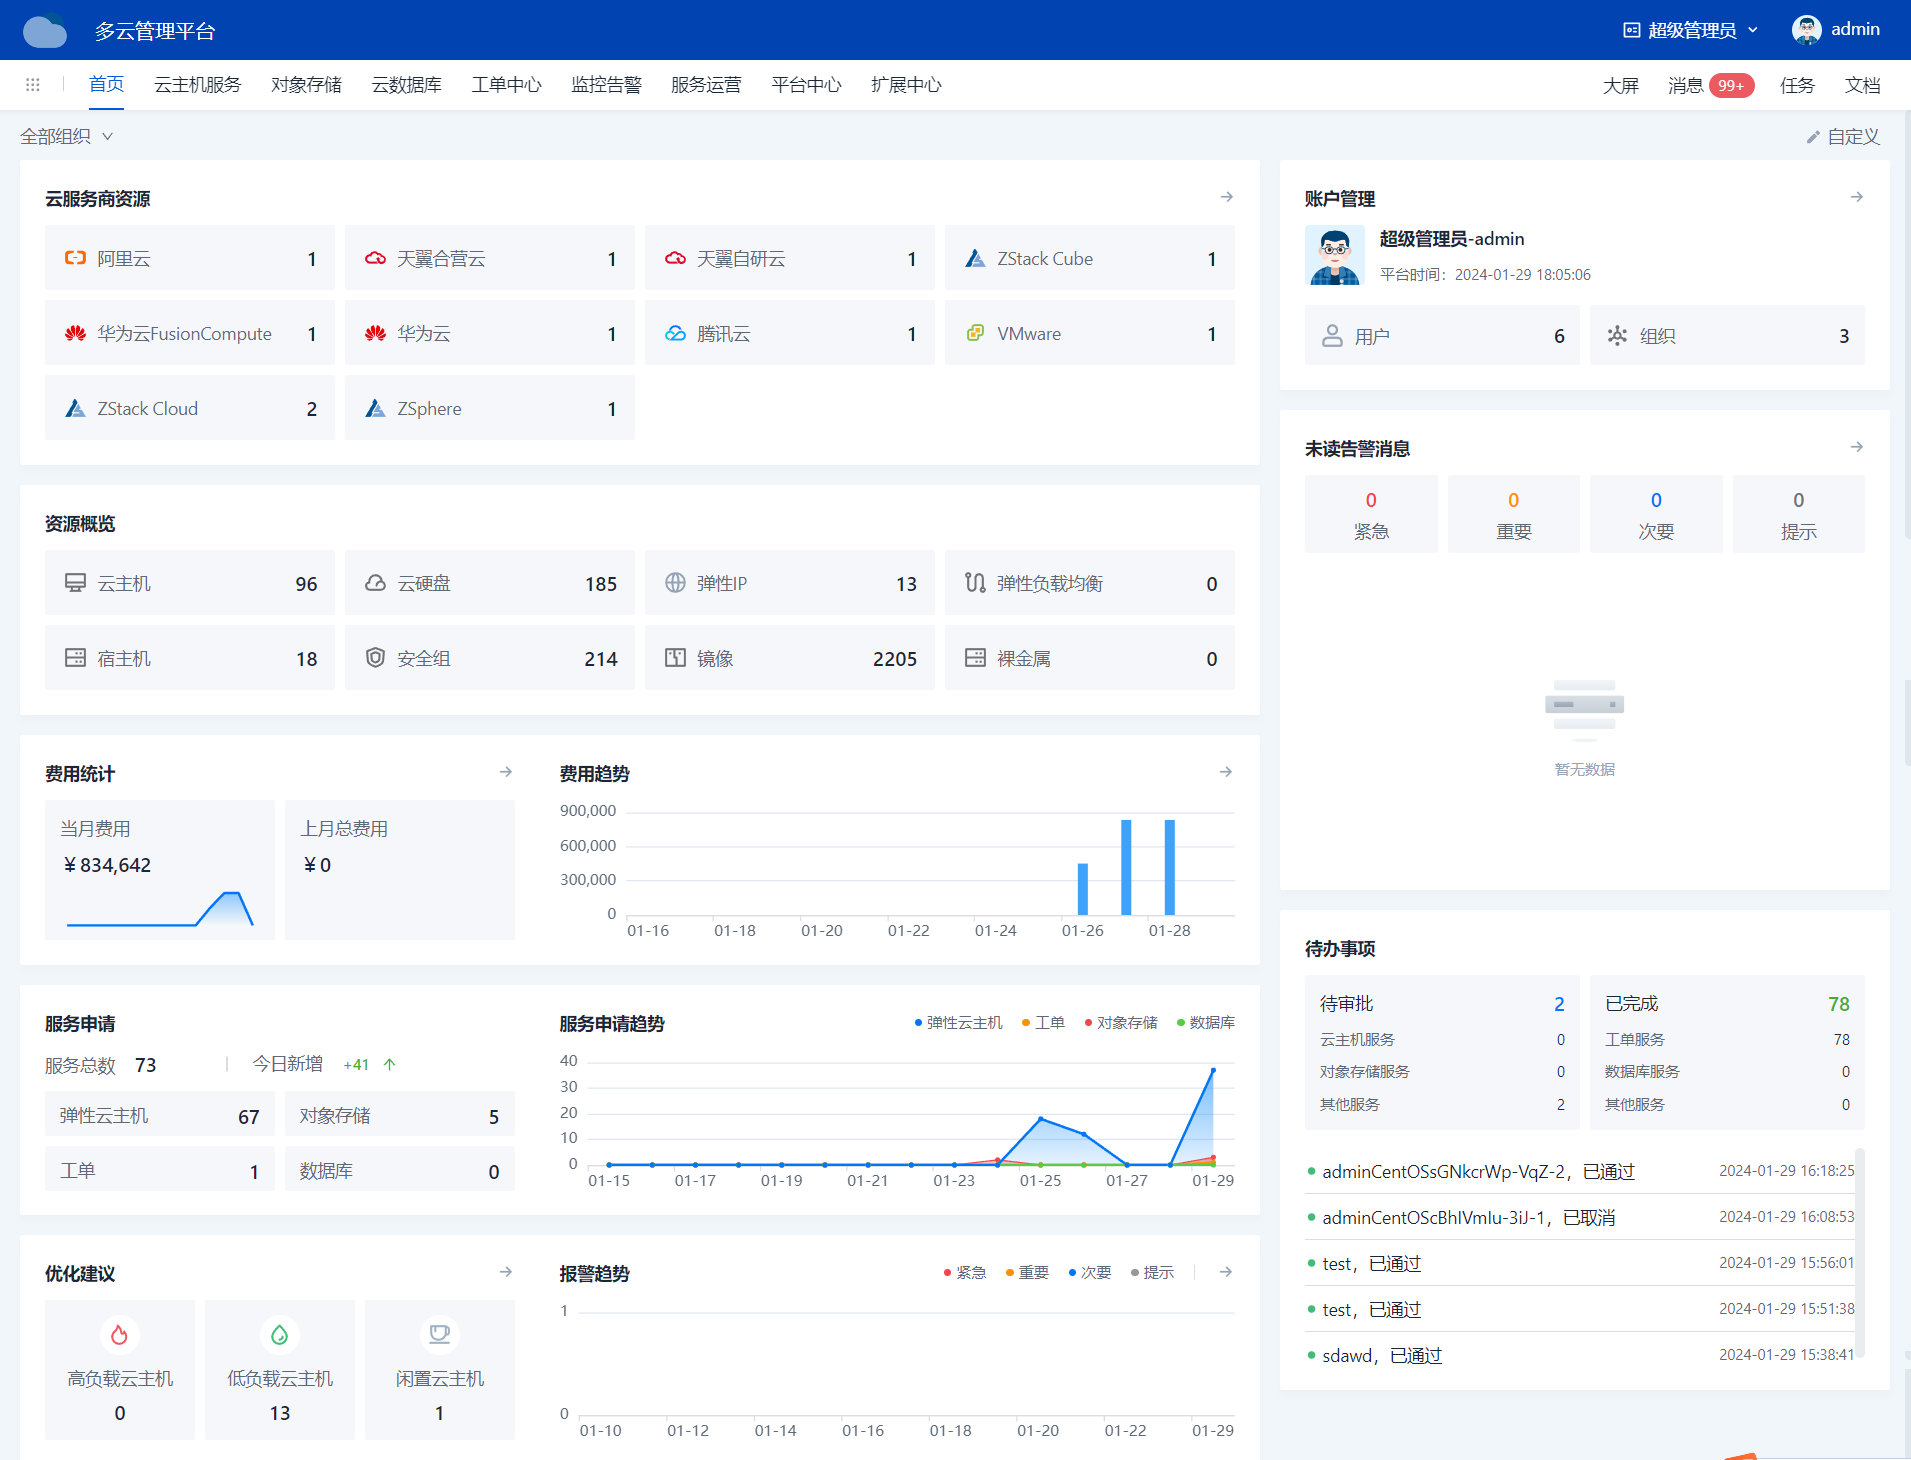 多云管理平台
超级管理员
admin
首页
云主机服务
对象存储
云数据库
工单中心
监控告警
服务运营
平台中心
扩展中心
大屏
消息 99+
任务
文档
全部组织
自定义
云服务商资源
阿里云 1
天翼合营云 1
天翼自研云 1
ZStack Cube 1
华为云FusionCompute 1
华为云 1
腾讯云 1
VMware 1
ZStack Cloud 2
ZSphere 1
资源概览
云主机 96
云硬盘 185
弹性IP 13
弹性负载均衡 0
宿主机 18
安全组 214
镜像 2205
裸金属 0
费用统计
当月费用
¥ 834,642
上月总费用
¥ 0
费用趋势
900,000
600,000
300,000
0
01-16 01-18 01-20 01-22 01-24 01-26 01-28
服务申请
服务总数 73
今日新增 +41
弹性云主机 67
对象存储 5
工单 1
数据库 0
服务申请趋势
弹性云主机 工单 对象存储 数据库
40
30
20
10
0
01-15 01-17 01-19 01-21 01-23 01-25 01-27 01-29
优化建议
高负载云主机
0
低负载云主机
13
闲置云主机
1
报警趋势
紧急 重要 次要 提示
1
0
01-10 01-12 01-14 01-16 01-18 01-20 01-22 01-29
账户管理
超级管理员-admin
平台时间：2024-01-29 18:05:06
用户 6
组织 3
未读告警消息
0
紧急
0
重要
0
次要
0
提示
暂无数据
待办事项
待审批 2
云主机服务 0
对象存储服务 0
其他服务 2
已完成 78
工单服务 78
数据库服务 0
其他服务 0
adminCentOSsGNkcrWp-VqZ-2，已通过 2024-01-29 16:18:25
adminCentOScBhIVmIu-3iJ-1，已取消 2024-01-29 16:08:53
test，已通过 2024-01-29 15:56:01
test，已通过 2024-01-29 15:51:38
sdawd，已通过 2024-01-29 15:38:41